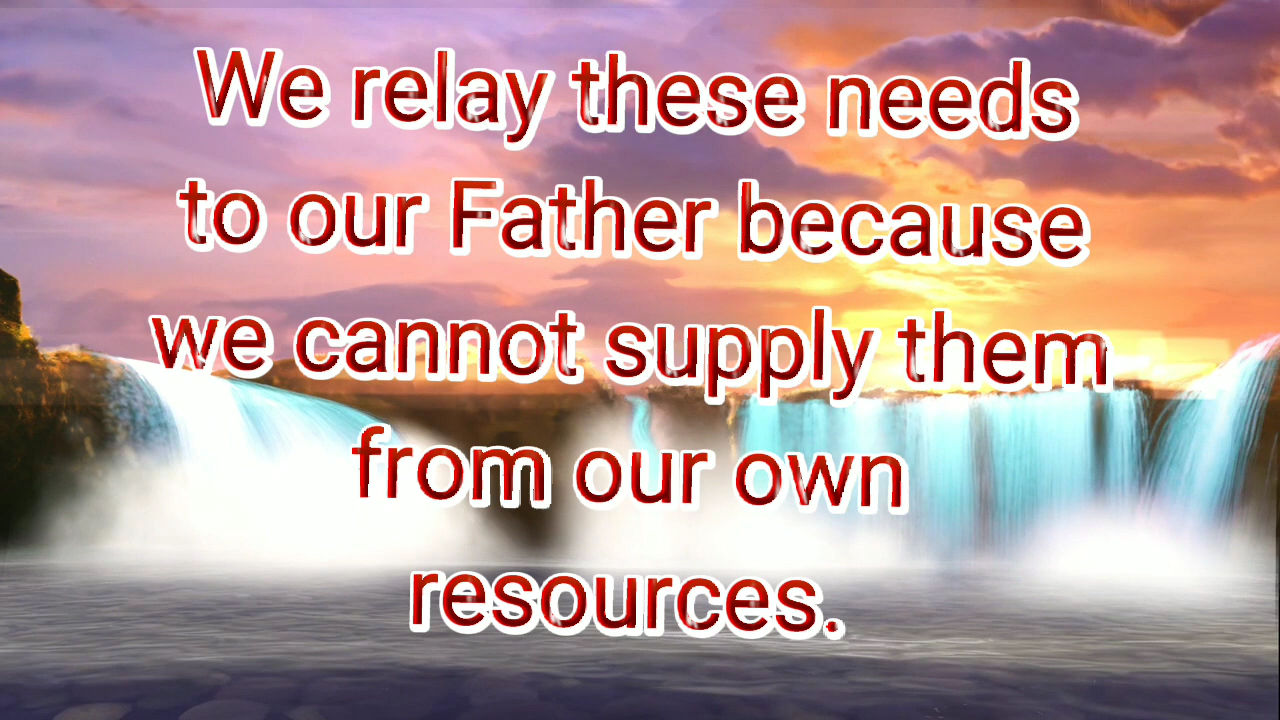 We relay these needs
to our Father because
we cannot supply them
from our own
resources.